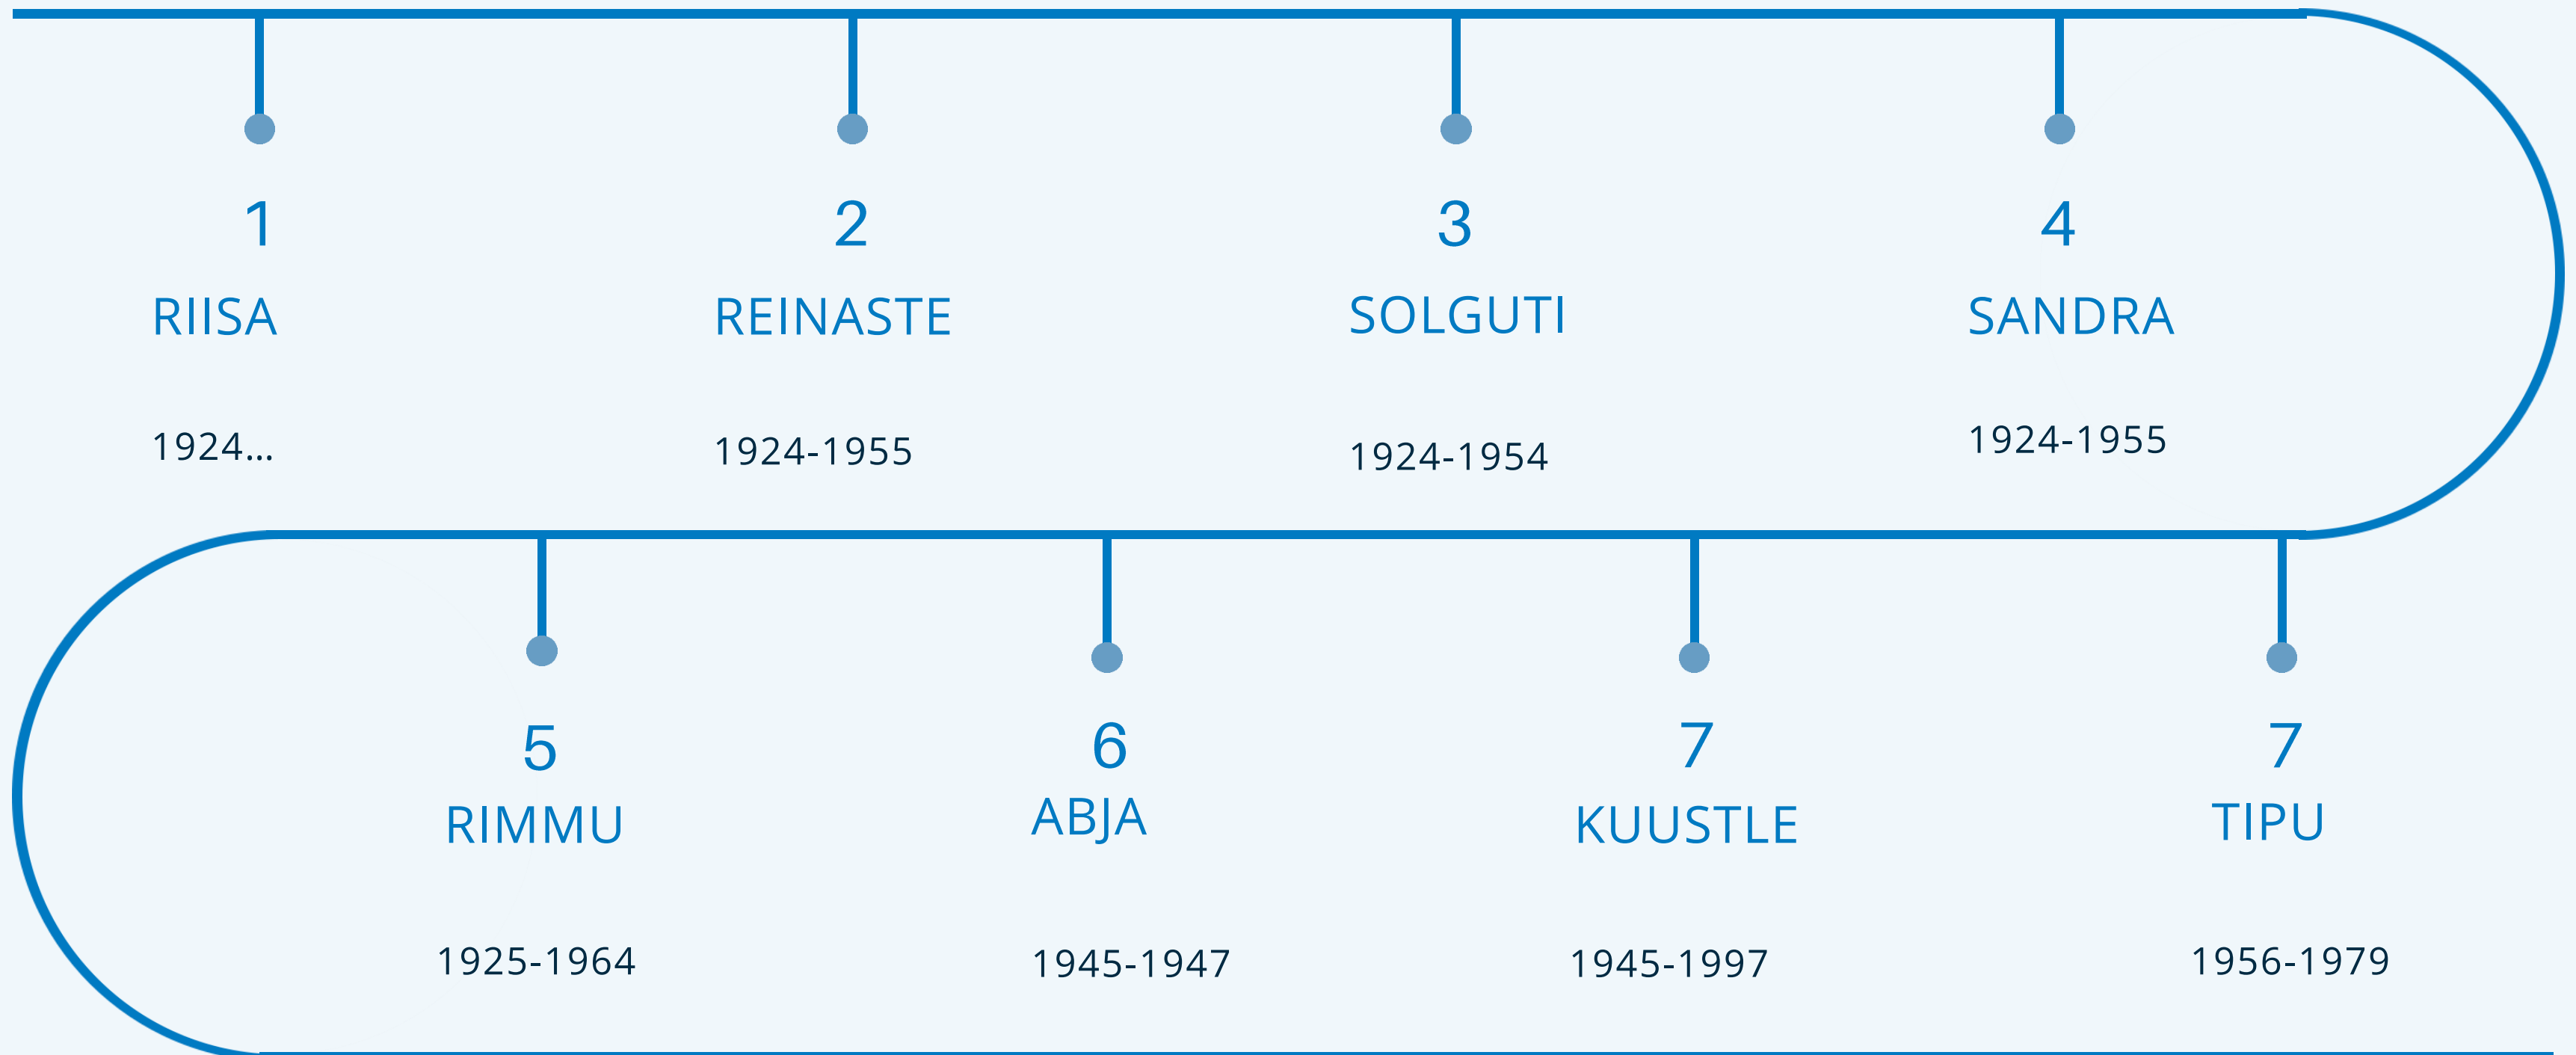 1
2
3
4
RIISA
REINASTE
SOLGUTI
SANDRA
1924...
1924-1955
1924-1954
1924-1955
5
6
7
7
RIMMU
ABJA
KUUSTLE
TIPU
1925-1964
1945-1947
1945-1997
1956-1979